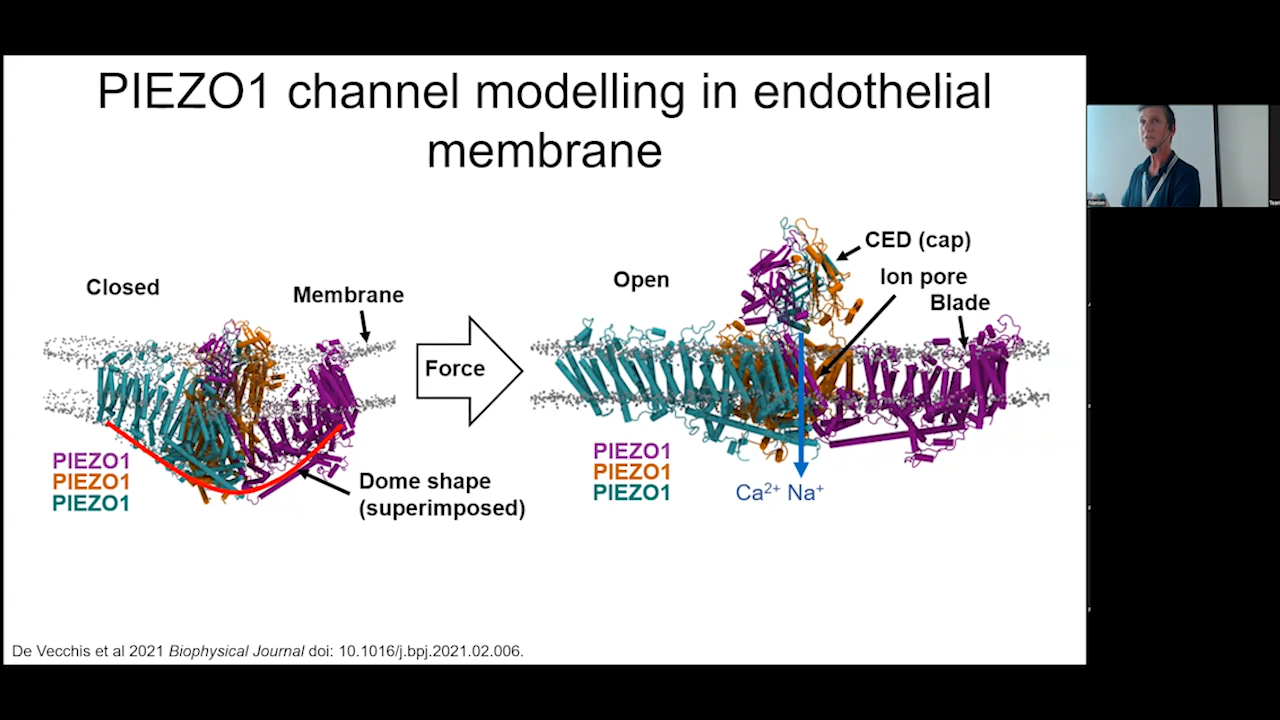 PIEZO1 channel modelling in endothelial
membrane
Closed
Membrane
Force
PIEZO1
PIEZO1
PIEZO1
Dome shape
(superimposed)
Open
CED (cap)
Ion pore
Blade
PIEZO1
PIEZO1
PIEZO1
Ca²⁺ Na⁺
De Vecchis et al 2021 Biophysical Journal doi: 10.1016/j.bpj.2021.02.006.